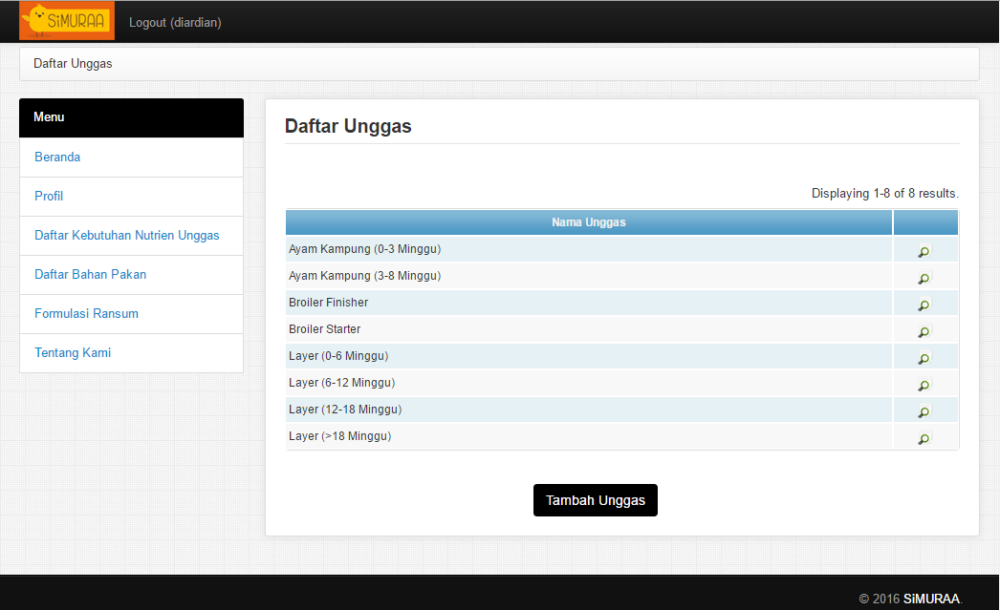 SiMURAA Logout (diardian)
Daftar Unggas
Menu
Beranda
Profil
Daftar Kebutuhan Nutrien Unggas
Daftar Bahan Pakan
Formulasi Ransum
Tentang Kami
Daftar Unggas
Displaying 1-8 of 8 results.
Nama Unggas
Ayam Kampung (0-3 Minggu)
Ayam Kampung (3-8 Minggu)
Broiler Finisher
Broiler Starter
Layer (0-6 Minggu)
Layer (6-12 Minggu)
Layer (12-18 Minggu)
Layer (>18 Minggu)
Tambah Unggas
© 2016 SiMURAA.